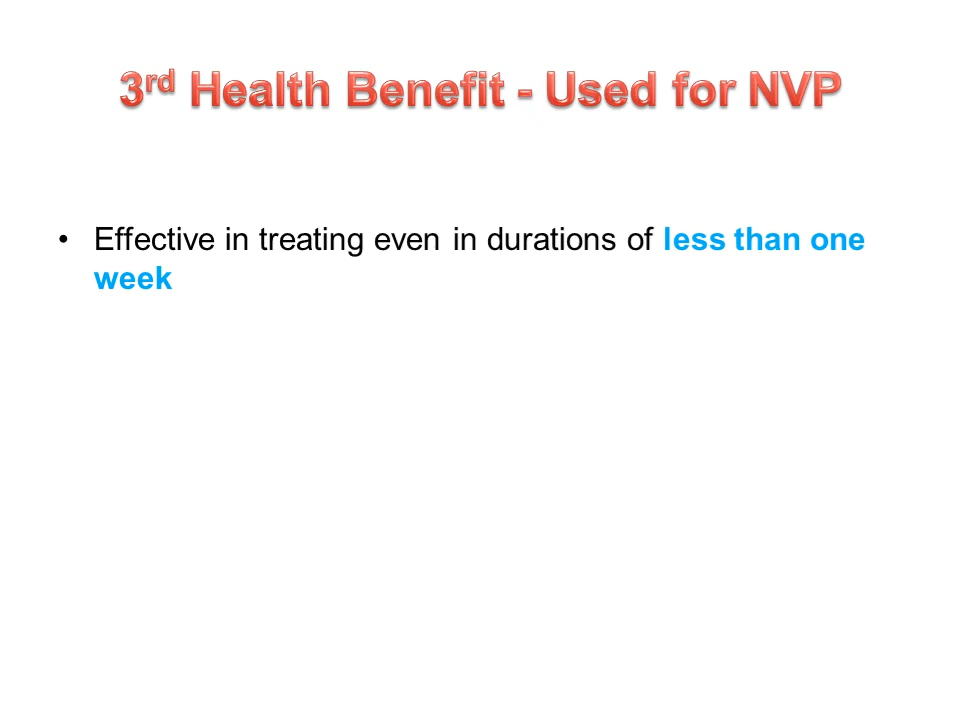 3rd Health Benefit - Used for NVP
• Effective in treating even in durations of less than one
week